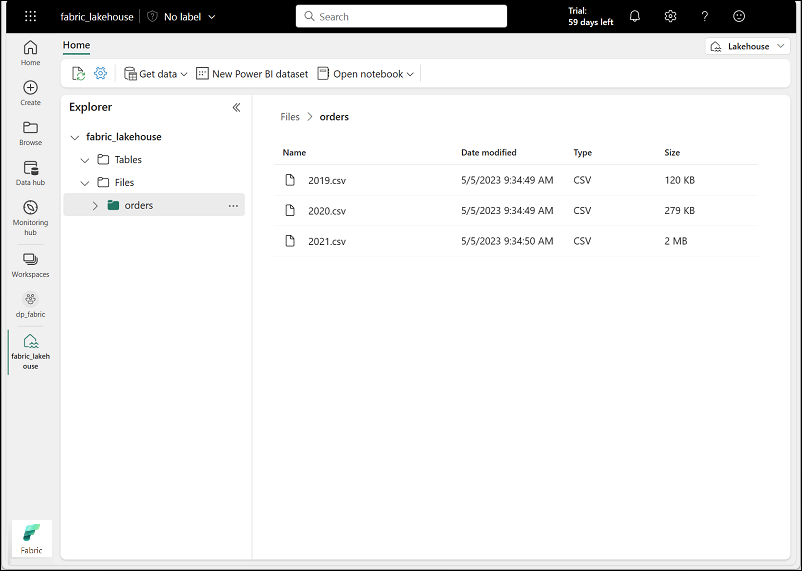 fabric_lakehouse No label Search Trial:
59 days left
Home
Create
Browse
Data hub
Monitoring
hub
Workspaces
dp_fabric
fabric_lakeh
ouse
Fabric
Home Lakehouse
Get data New Power BI dataset Open notebook
Explorer
fabric_lakehouse
Tables
Files
orders ...
Files > orders
Name Date modified Type Size
2019.csv 5/5/2023 9:34:49 AM CSV 120 KB
2020.csv 5/5/2023 9:34:49 AM CSV 279 KB
2021.csv 5/5/2023 9:34:50 AM CSV 2 MB